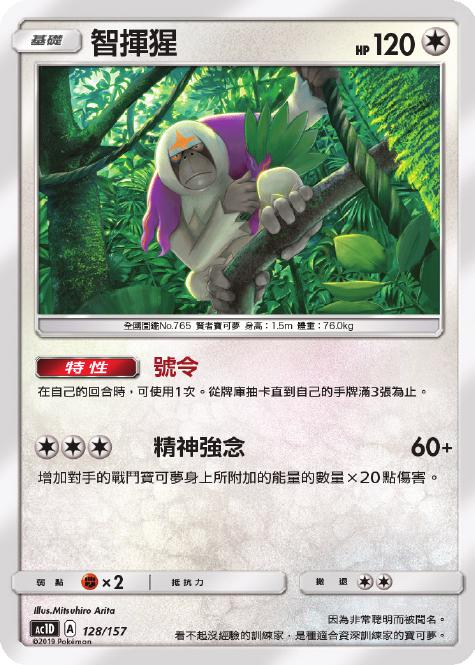 基礎 智揮猩 HP 120
全國圖鑑No.765 賢者寶可夢 身高：1.5m 體重：76.0kg
特性 號令
在自己的回合時，可使用1次。從牌庫抽卡直到自己的手牌滿3張為止。
精神強念 60+
增加對手的戰鬥寶可夢身上所附加的能量的數量×20點傷害。
弱點 ×2 抵抗力 撤退
Illus.Mitsuhiro Arita
AC1D A 128/157
©2019 Pokémon
因為非常聰明而被聞名。
看不起沒經驗的訓練家，是種適合資深訓練家的寶可夢。